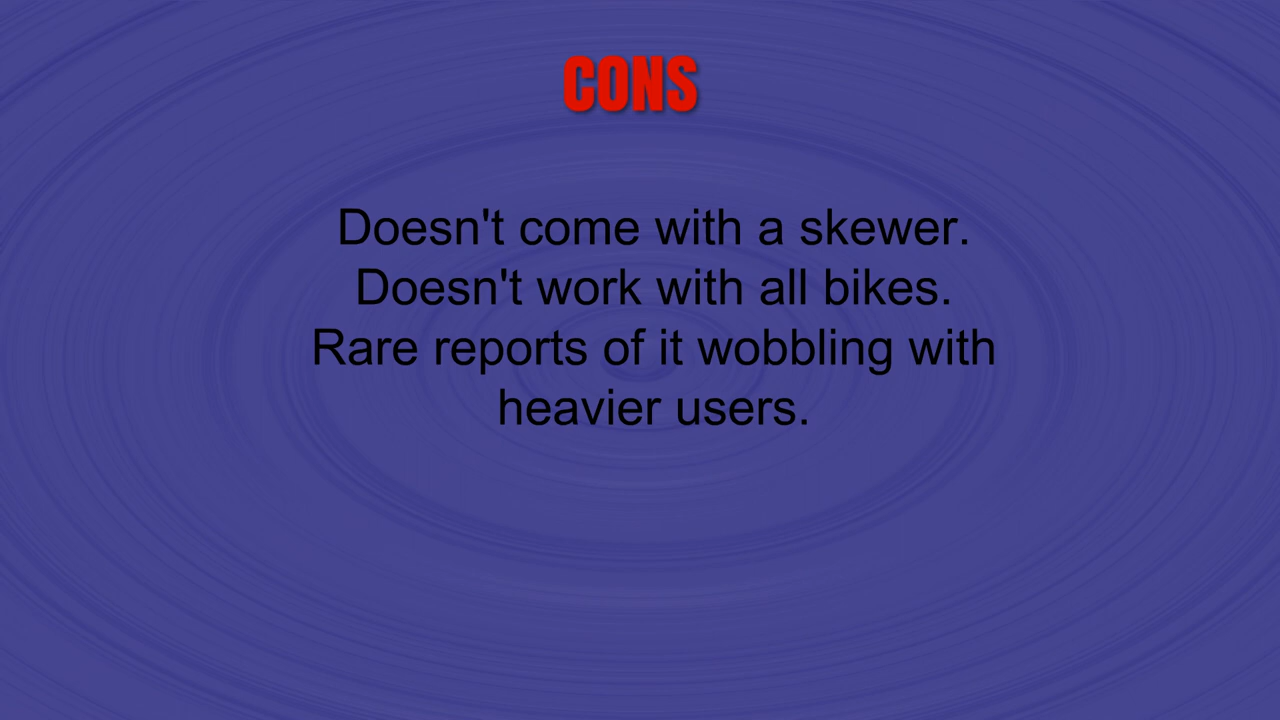 CONS
Doesn't come with a skewer.
Doesn't work with all bikes.
Rare reports of it wobbling with
heavier users.